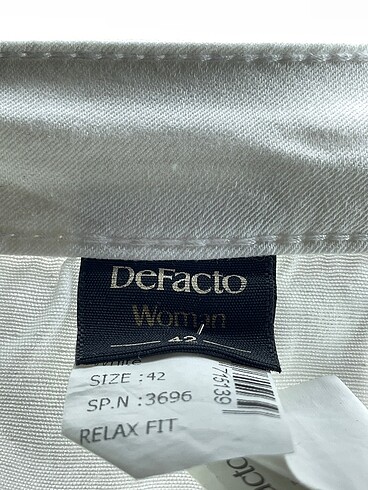 DeFacto
Woman
42
SIZE : 42
SP.N : 3696
RELAX FIT
75139